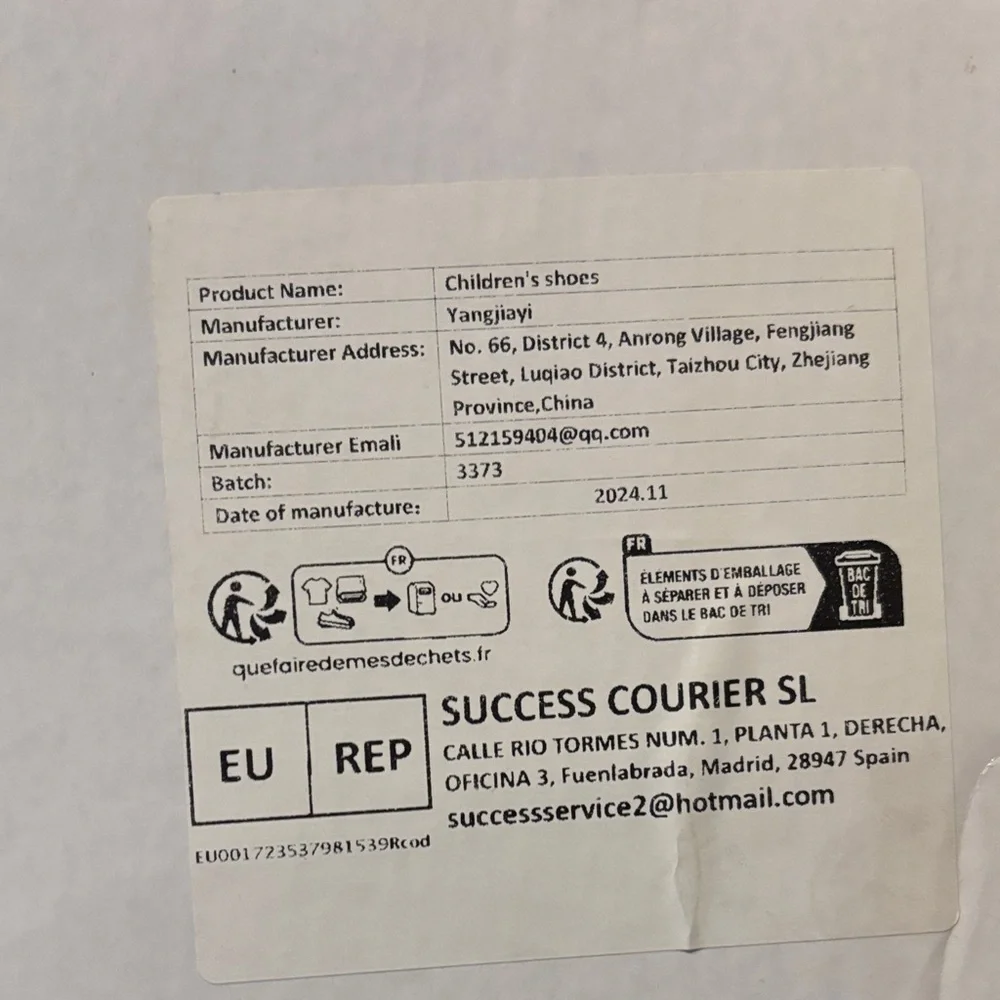 Product Name: Children's shoes
Manufacturer: Yangjiayi
Manufacturer Address: No. 66, District 4, Anrong Village, Fengjiang
Street, Luqiao District, Taizhou City, Zhejiang
Province,China
Manufacturer Emali 512159404@qq.com
Batch: 3373
Date of manufacture: 2024.11
FR
OU
quefairedemesdechets.fr
FR
ÉLÉMENTS D'EMBALLAGE
À SÉPARER ET À DÉPOSER
DANS LE BAC DE TRI
BAC
DE
TRI
EU REP
SUCCESS COURIER SL
CALLE RIO TORMES NUM. 1, PLANTA 1, DERECHA,
OFICINA 3, Fuenlabrada, Madrid, 28947 Spain
successservice2@hotmail.com
EU001723537981539Rcod